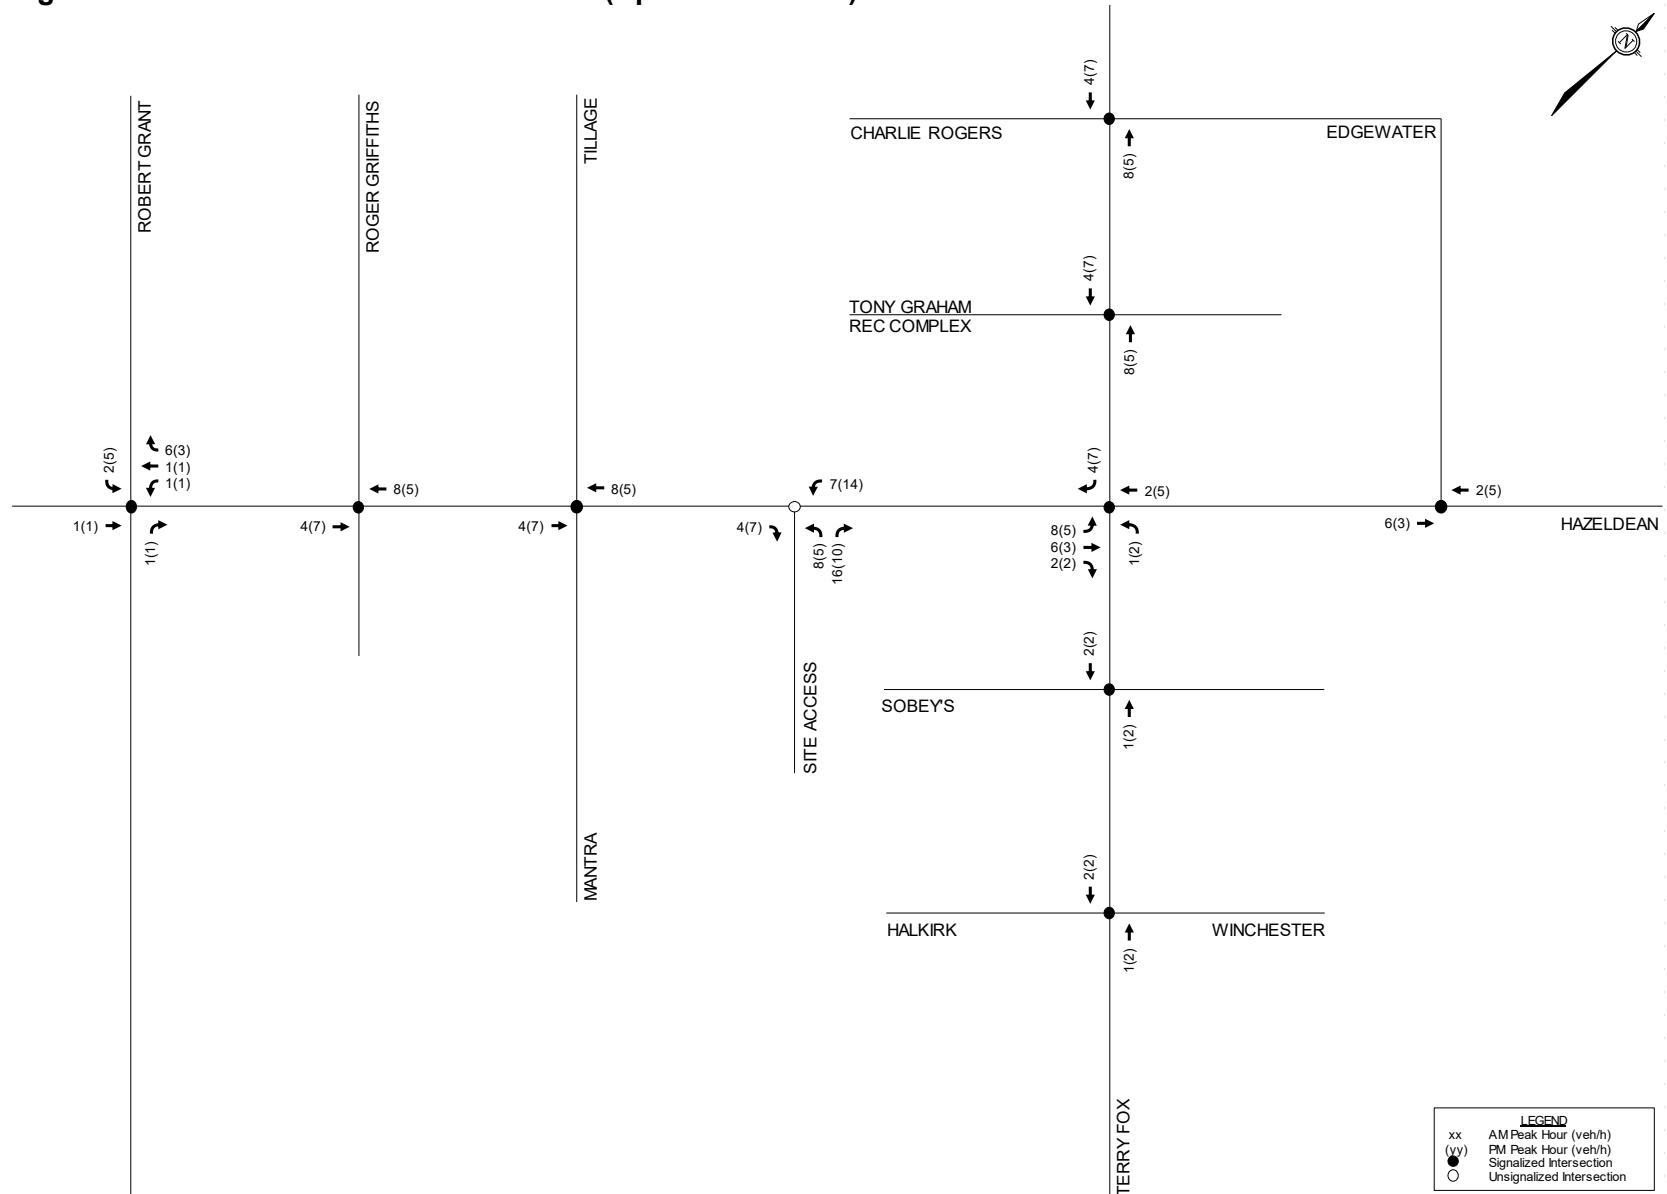 N
4(7)
CHARLIE ROGERS
EDGEWATER
8(5)
ROBERT GRANT
ROGER GRIFFITHS
TILLAGE
4(7)
TONY GRAHAM
REC COMPLEX
8(5)
2(5)
6(3)
1(1)
1(1)
1(1)
1(1)
8(5)
4(7)
8(5)
4(7)
7(14)
4(7)
8(5)
16(10)
4(7)
2(5)
8(5)
6(3)
2(2)
1(2)
2(5)
6(3)
HAZELDEAN
SITE ACCESS
2(2)
SOBEY'S
1(2)
MANTRA
2(2)
HALKIRK
WINCHESTER
1(2)
TERRY FOX
LEGEND
xx AM Peak Hour (veh/h)
(yy) PM Peak Hour (veh/h)
Signalized Intersection
Unsignalized Intersection